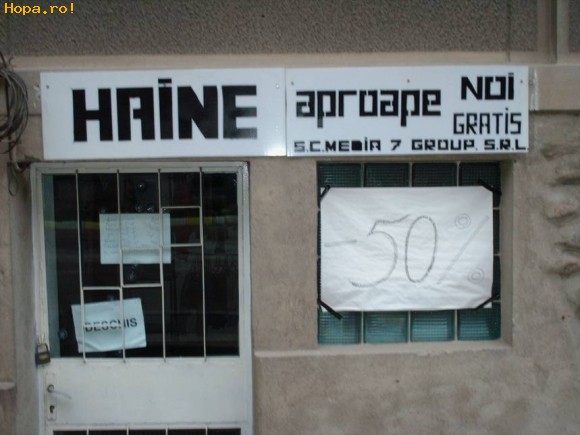 Hopa.ro!
HAINE
aproape NOI
GRATIS
S.C. MEDIA 7 GROUP. S.R.L
-50%
DESCHIS